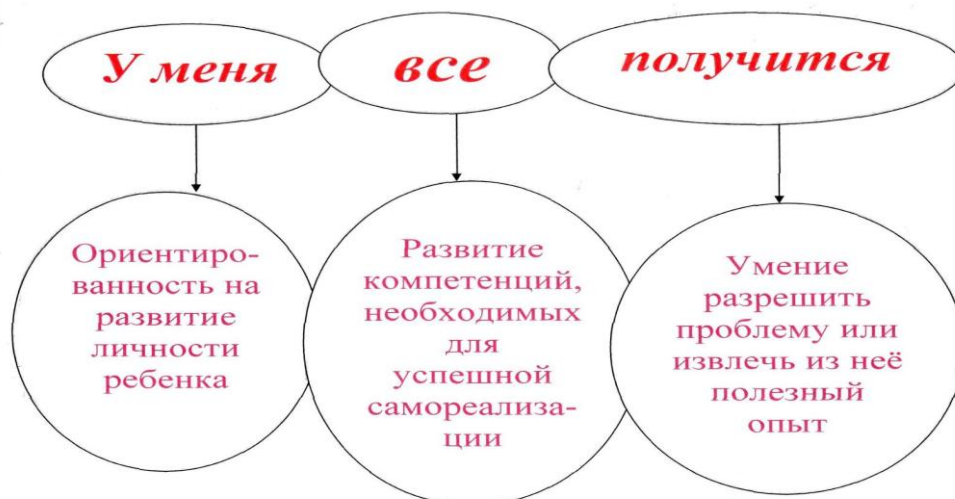 У меня
все
получится
Ориентиро-
ванность на
развитие
личности
ребенка
Развитие
компетенций,
необходимых
для
успешной
самореализа-
ции
Умение
разрешить
проблему или
извлечь из неё
полезный
опыт